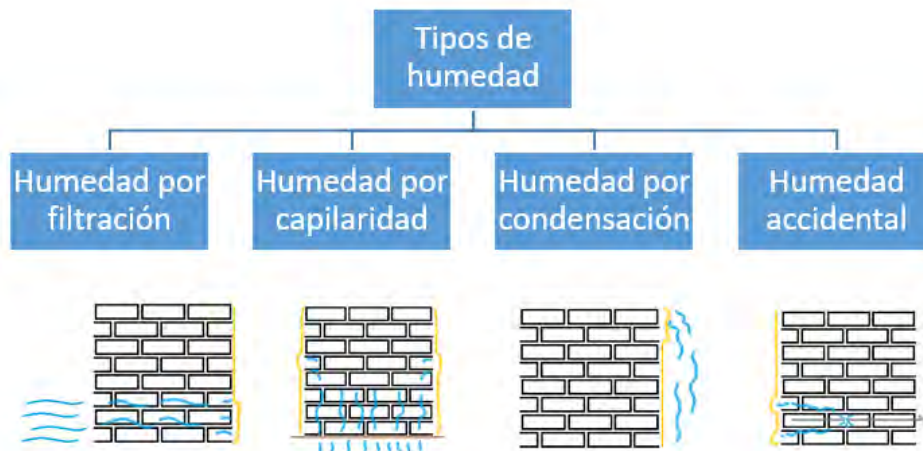 Tipos de
humedad
Humedad por
filtración
Humedad por
capilaridad
Humedad por
condensación
Humedad
accidental